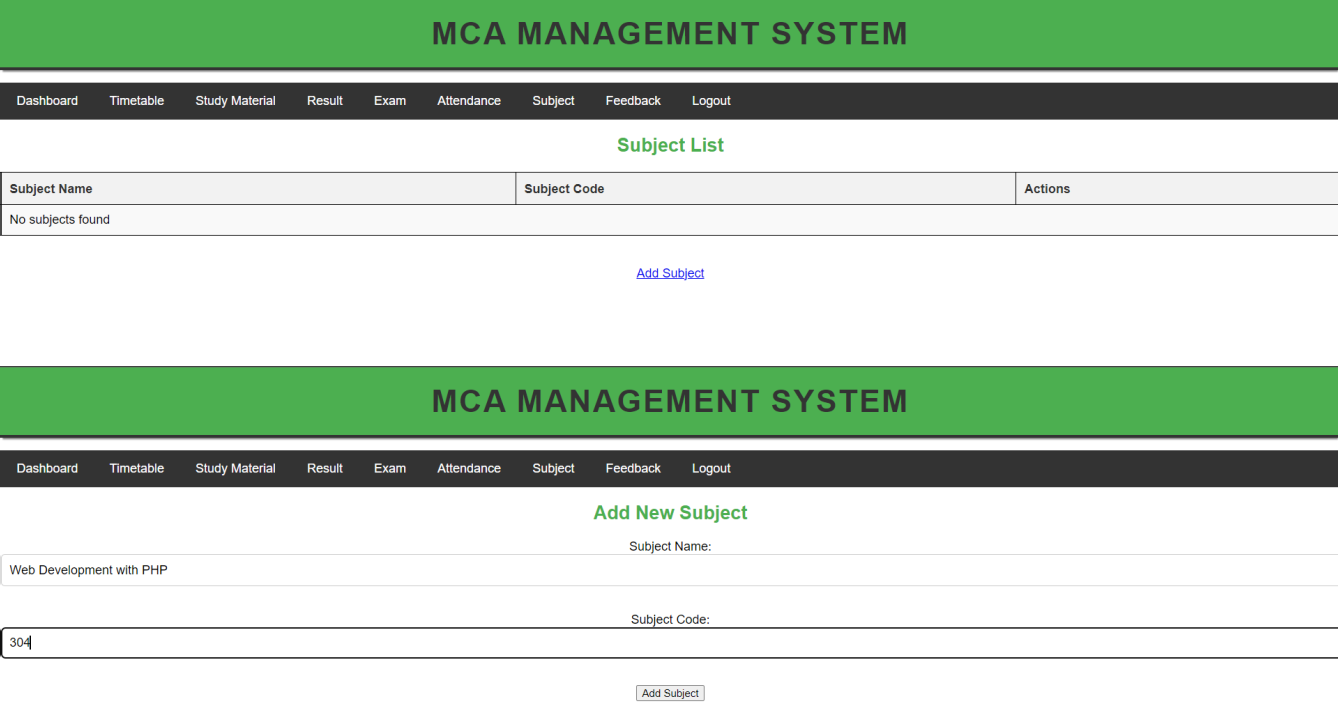 MCA MANAGEMENT SYSTEM
Dashboard Timetable Study Material Result Exam Attendance Subject Feedback Logout
Subject List
Subject Name Subject Code Actions
No subjects found
Add Subject
MCA MANAGEMENT SYSTEM
Dashboard Timetable Study Material Result Exam Attendance Subject Feedback Logout
Add New Subject
Subject Name:
Web Development with PHP
Subject Code:
304
Add Subject